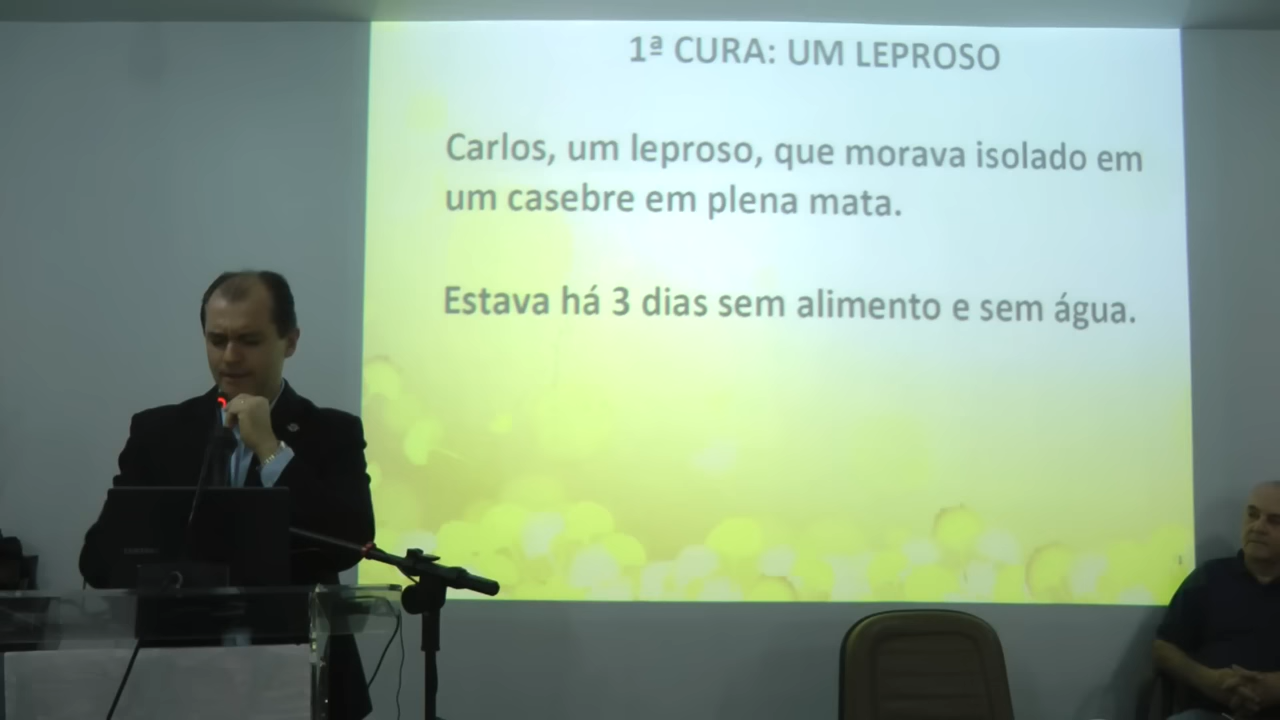 1ª CURA: UM LEPROSO
Carlos, um leproso, que morava isolado em
um casebre em plena mata.
Estava há 3 dias sem alimento e sem água.